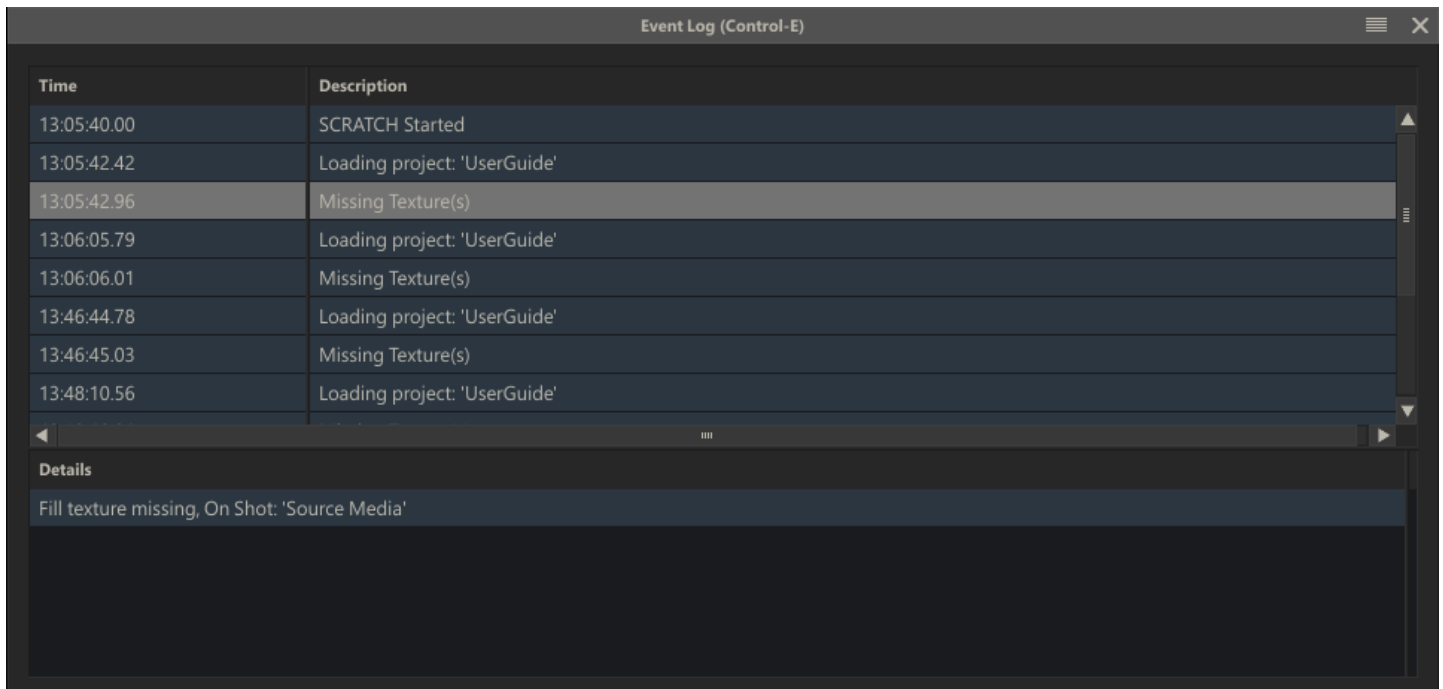 Event Log (Control-E)
Time Description
13:05:40.00 SCRATCH Started
13:05:42.42 Loading project: 'UserGuide'
13:05:42.96 Missing Texture(s)
13:06:05.79 Loading project: 'UserGuide'
13:06:06.01 Missing Texture(s)
13:46:44.78 Loading project: 'UserGuide'
13:46:45.03 Missing Texture(s)
13:48:10.56 Loading project: 'UserGuide'
Details
Fill texture missing, On Shot: 'Source Media'